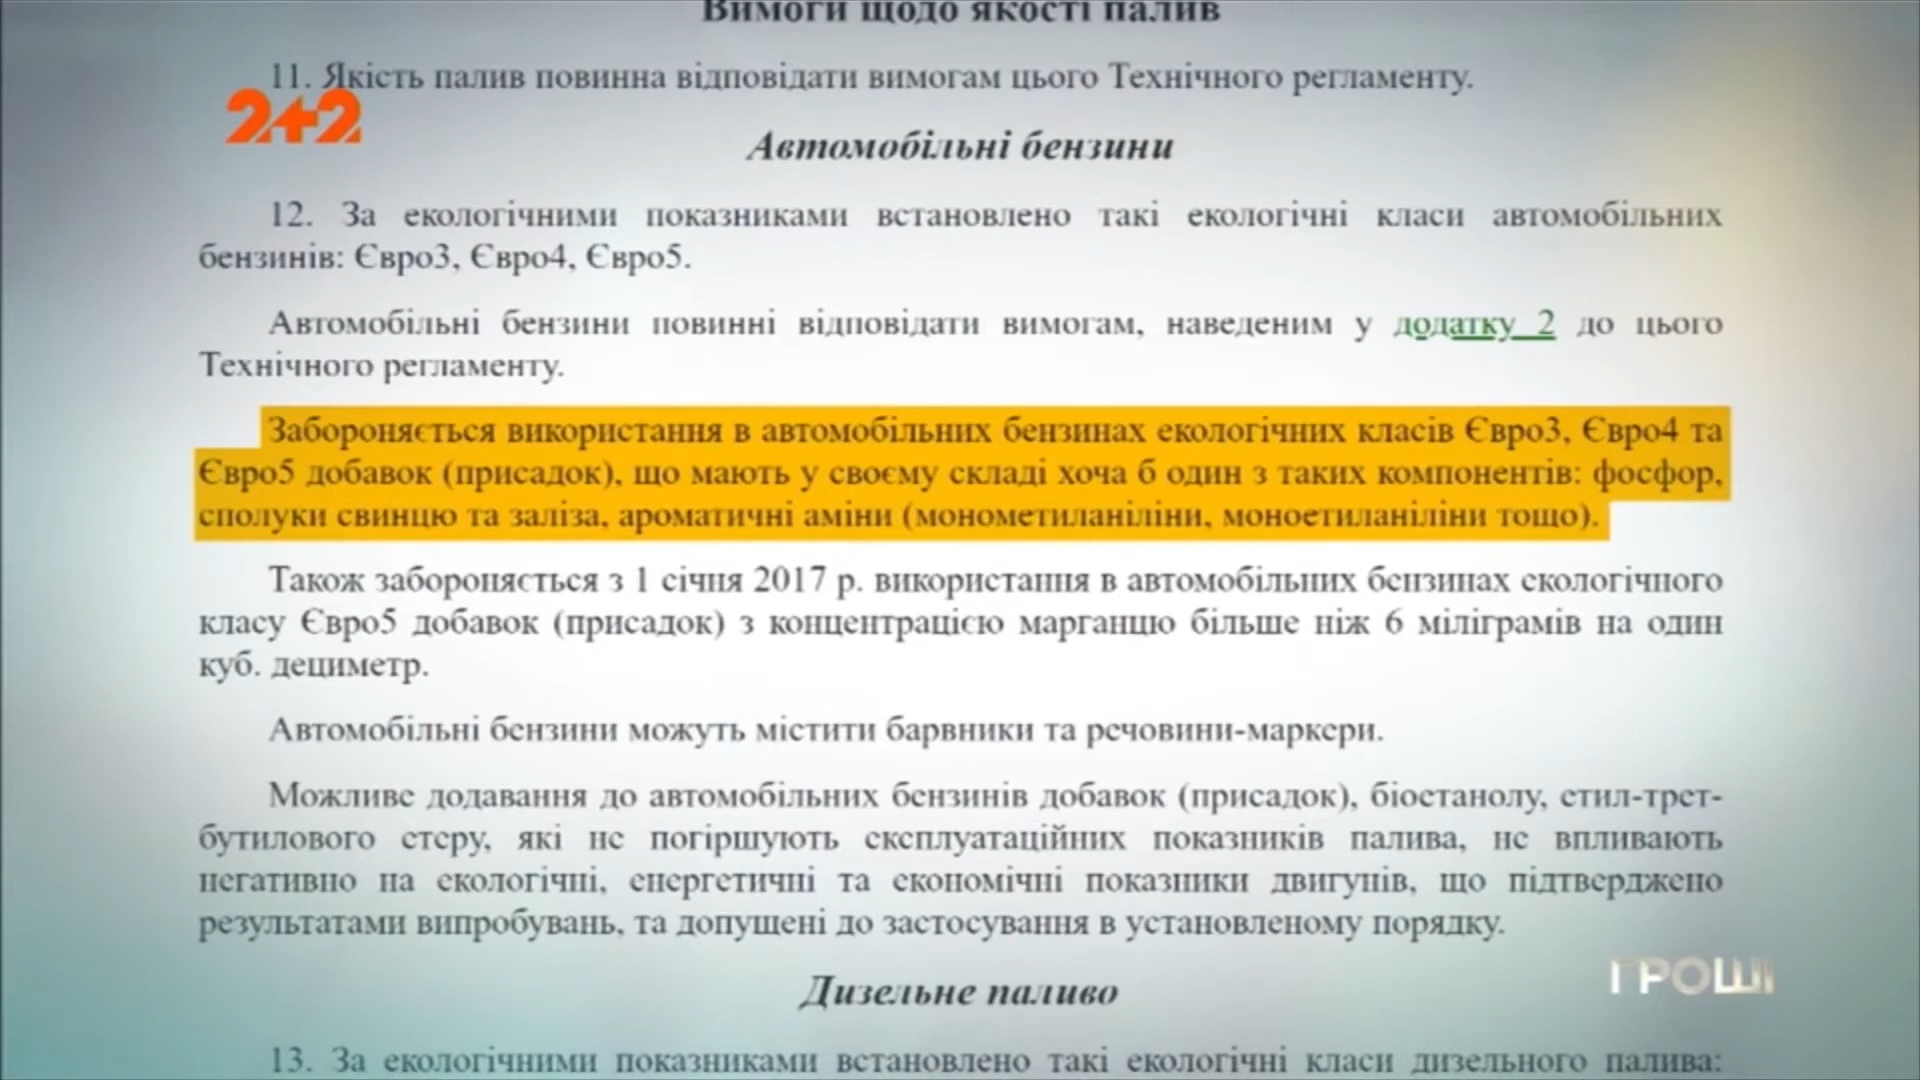 Вимоги щодо якості палив
11. Якість палив повинна відповідати вимогам цього Технічного регламенту.
2+2
Автомобільні бензини
12. За екологічними показниками встановлено такі екологічні класи автомобільних
бензинів: Євро3, Євро4, Євро5.
Автомобільні бензини повинні відповідати вимогам, наведеним у додатку 2 до цього
Технічного регламенту.
Забороняється використання в автомобільних бензинах екологічних класів Євро3, Євро4 та
Євро5 добавок (присадок), що мають у своєму складі хоча б один з таких компонентів: фосфор,
сполуки свинцю та заліза, ароматичні аміни (монометиланіліни, моноетиланіліни тощо).
Також забороняється з 1 січня 2017 р. використання в автомобільних бензинах екологічного
класу Євро5 добавок (присадок) з концентрацією марганцю більше ніж 6 міліграмів на один
куб. дециметр.
Автомобільні бензини можуть містити барвники та речовини-маркери.
Можливе додавання до автомобільних бензинів добавок (присадок), біоетанолу, етил-трет-
бутилового етеру, які не погіршують експлуатаційних показників палива, не впливають
негативно на екологічні, енергетичні та економічні показники двигунів, що підтверджено
результатами випробувань, та допущені до застосування в установленому порядку.
ГРОШІ
Дизельне паливо
13. За екологічними показниками встановлено такі екологічні класи дизельного палива: